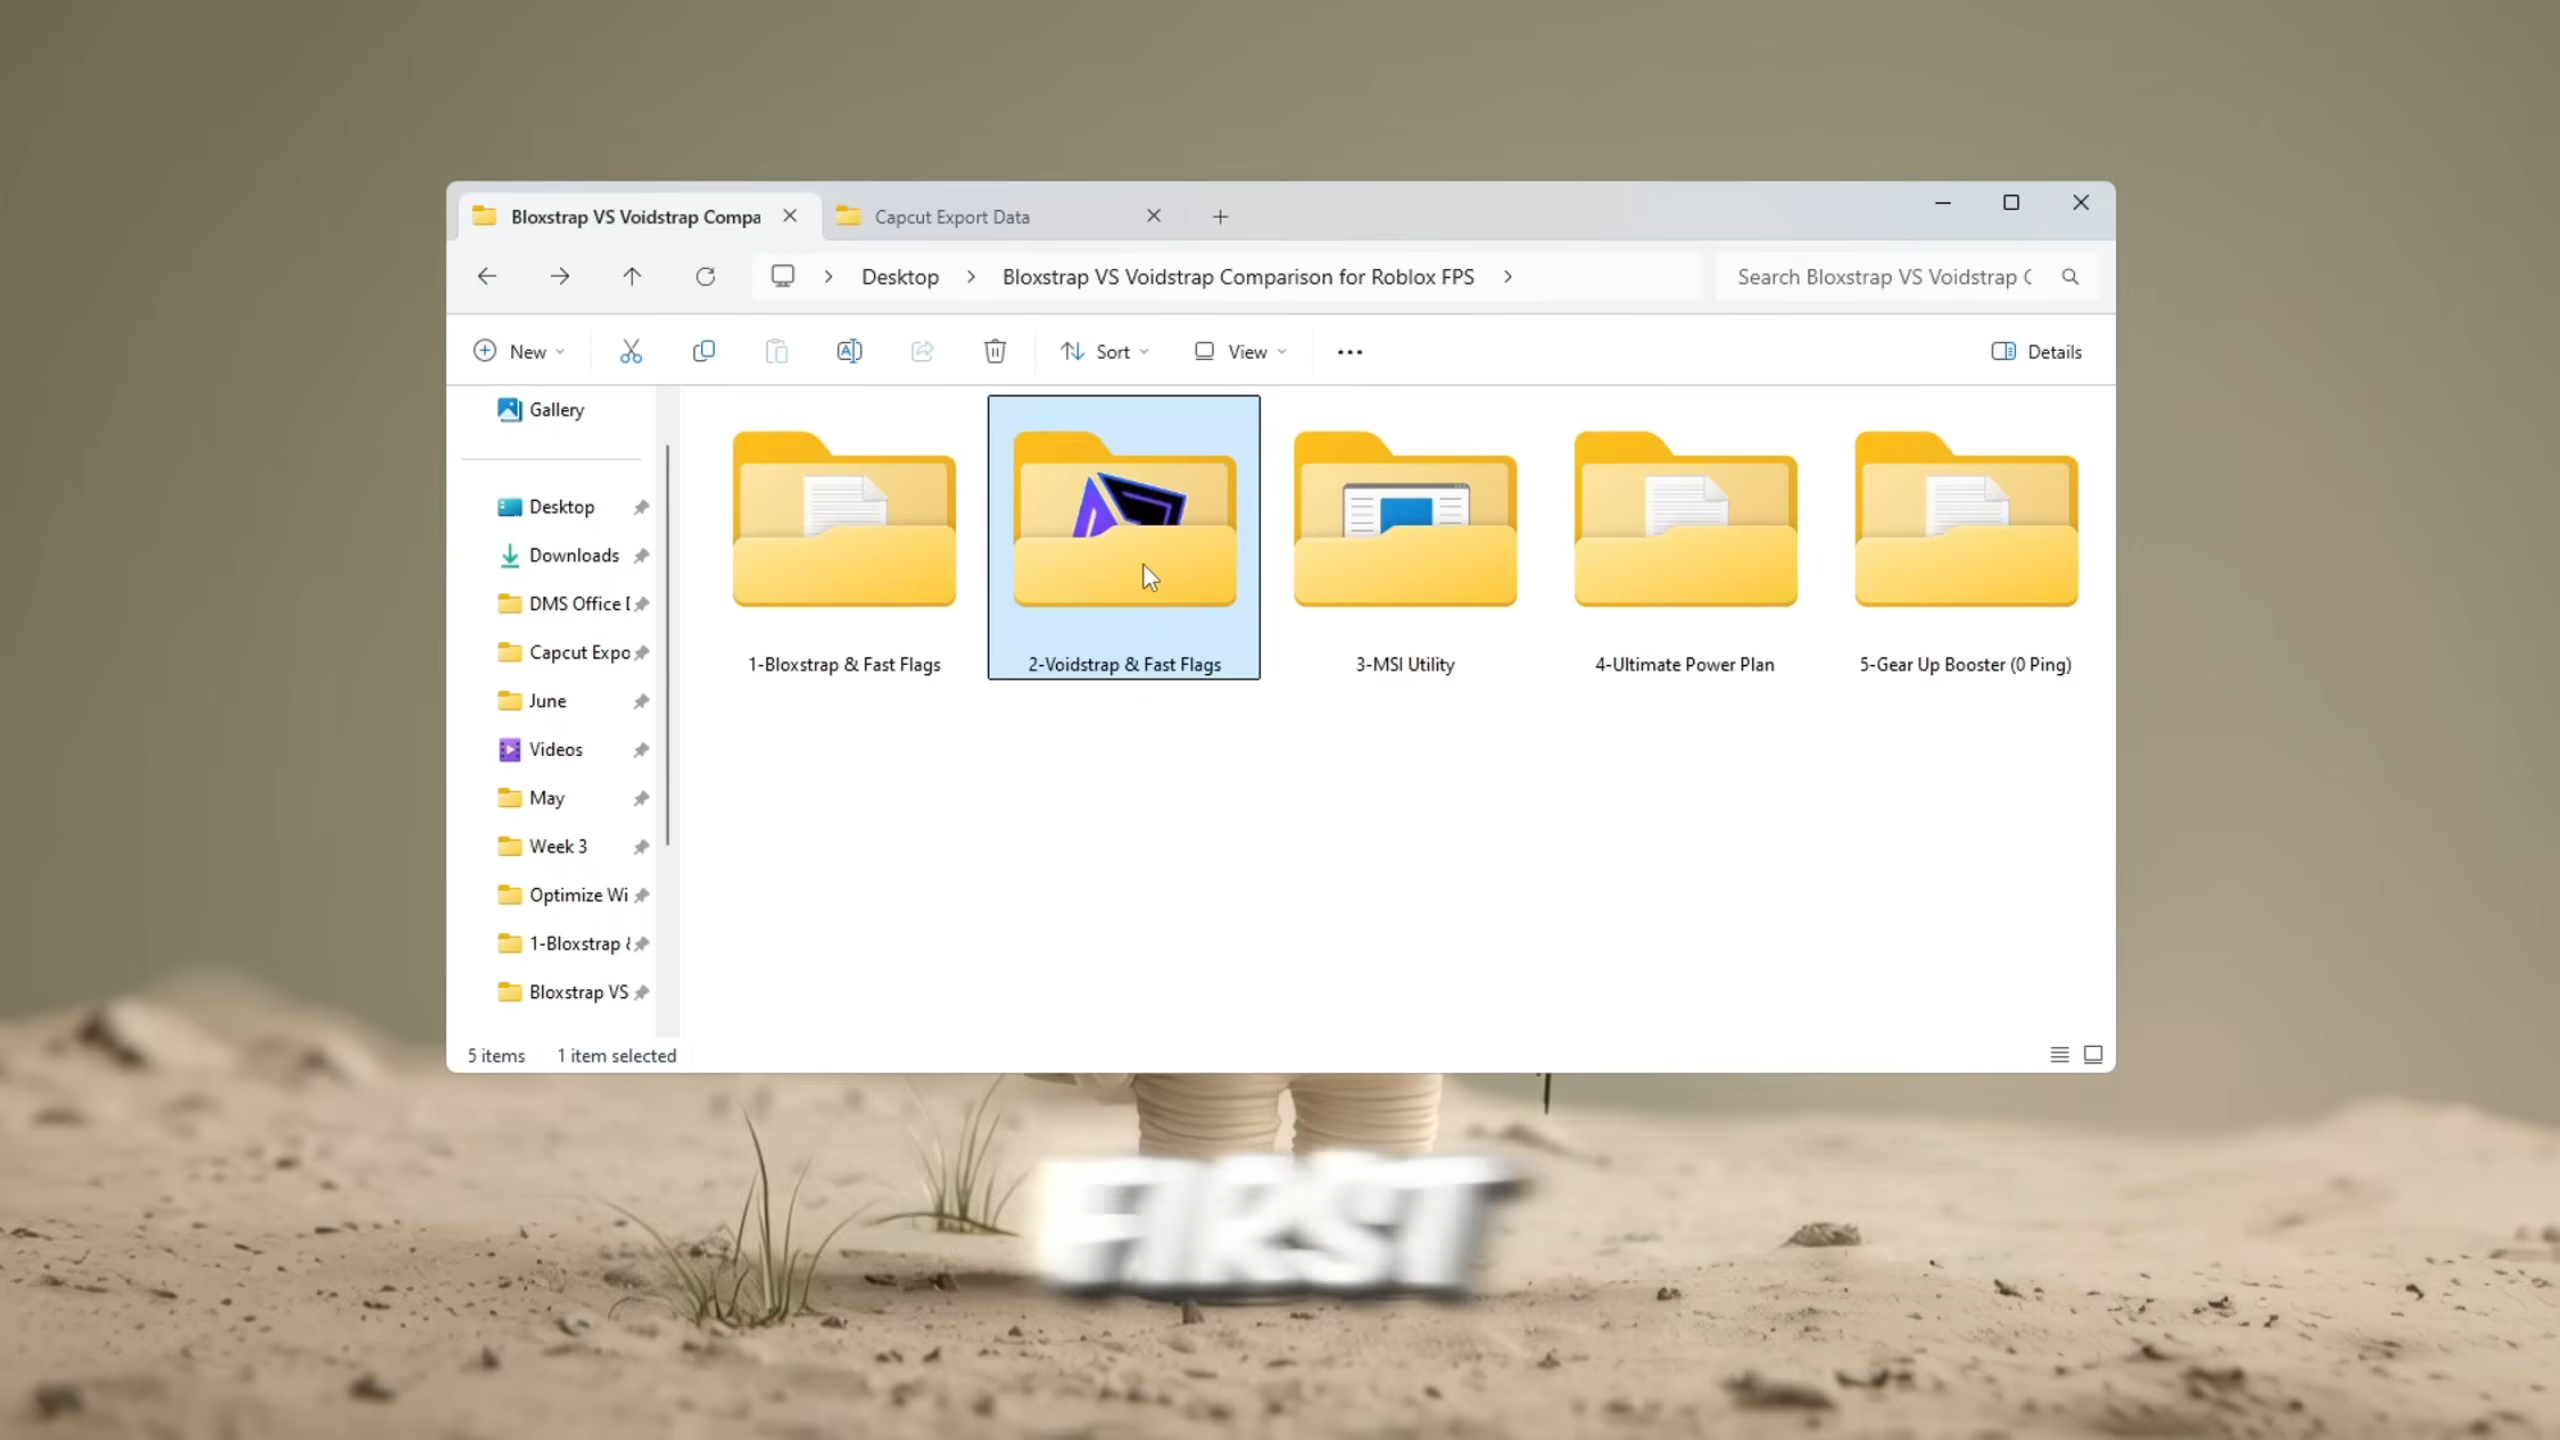 Bloxstrap VS Voidstrap Compa
Capcut Export Data
Desktop
Bloxstrap VS Voidstrap Comparison for Roblox FPS
Search Bloxstrap VS Voidstrap C
New
Sort
View
Details
Gallery
Desktop
Downloads
DMS Office D
Capcut Expo
June
Videos
May
Week 3
Optimize Wi
1-Bloxstrap &
Bloxstrap VS
1-Bloxstrap & Fast Flags
2-Voidstrap & Fast Flags
3-MSI Utility
4-Ultimate Power Plan
5-Gear Up Booster (0 Ping)
5 items
1 item selected
FIRST